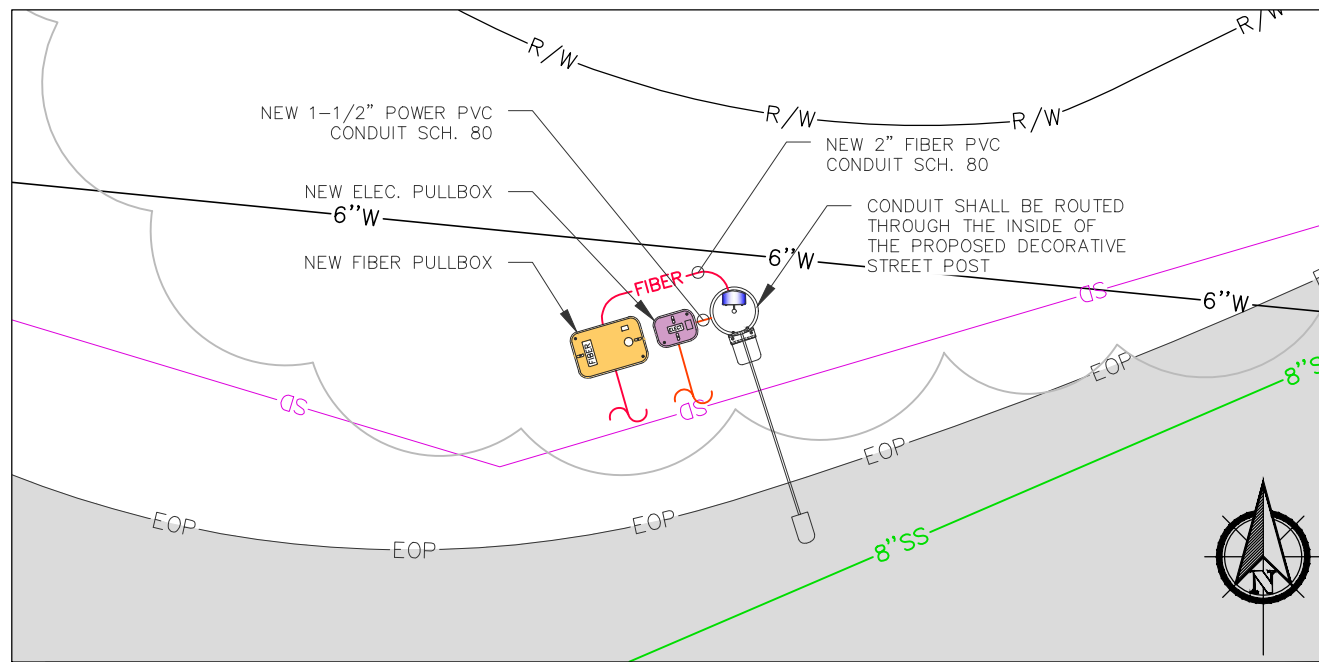 R/W
R/W
R/W
R/W
NEW 1-1/2" POWER PVC
CONDUIT SCH. 80
NEW 2" FIBER PVC
CONDUIT SCH. 80
NEW ELEC. PULLBOX
CONDUIT SHALL BE ROUTED
THROUGH THE INSIDE OF
THE PROPOSED DECORATIVE
STREET POST
6"W
6"W
6"W
NEW FIBER PULLBOX
FIBER
FIBER
SD
SD
SD
EOP
EOP
EOP
EOP
EOP
8"SS
8"S
N